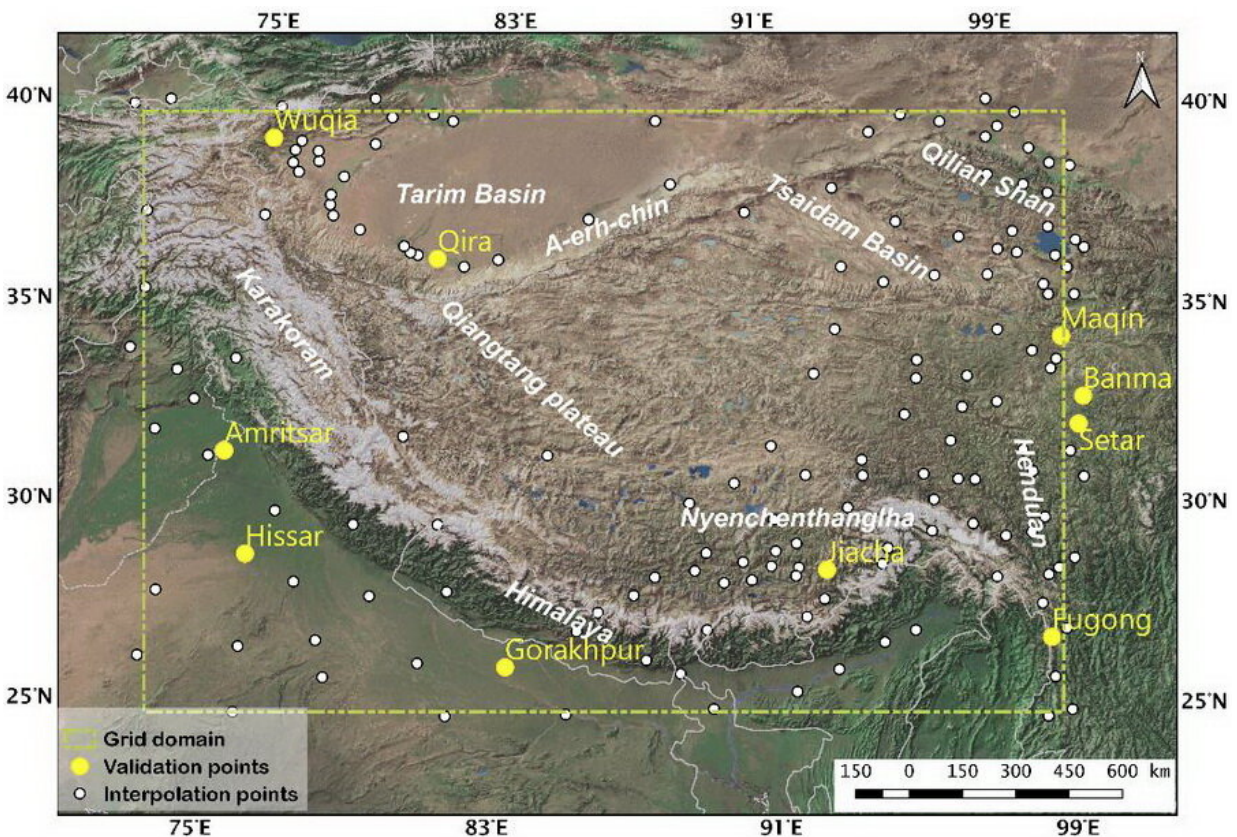 75°E 83°E 91°E 99°E
40°N 40°N
N
Wuqia
Qilian Shan
Tarim Basin
Tsaidam Basin
A-erh-chin
Qira
35°N 35°N
Karakoram
Qiangtang plateau
Maqin
Banma
Setar
Amritsar
Hendulan
30°N 30°N
Nyenchenthanglha
Hissar
Jiacha
Himalaya
Fugong
Gorakhpur
25°N 25°N
Grid domain
Validation points
Interpolation points
150 0 150 300 450 600 km
75°E 83°E 91°E 99°E